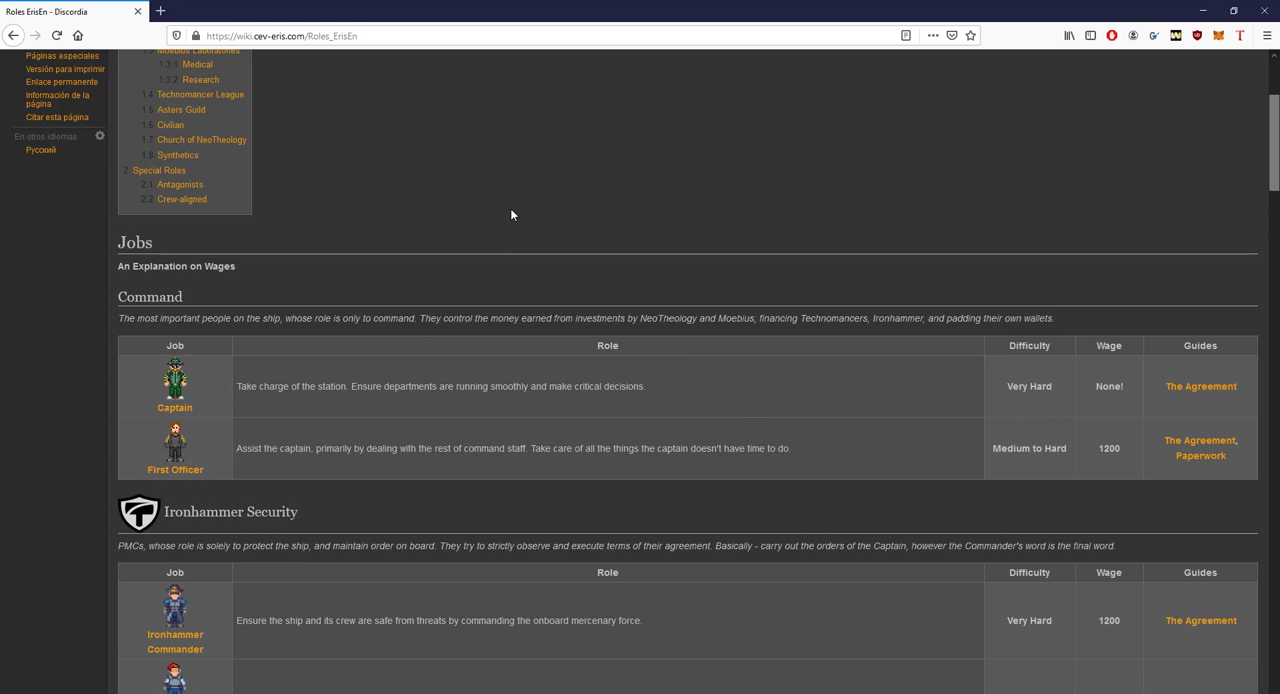 Roles ErisEn - Discordia
https://wiki.cev-eris.com/Roles_ErisEn
Páginas especiales
Versión para imprimir
Enlace permanente
Información de la
página
Citar esta página
En otros idiomas
Русский
1.3 Moebius Laboratories
1.3.1 Medical
1.3.2 Research
1.4 Technomancer League
1.5 Asters Guild
1.6 Civilian
1.7 Church of NeoTheology
1.8 Synthetics
2 Special Roles
2.1 Antagonists
2.2 Crew-aligned
Jobs
An Explanation on Wages
Command
The most important people on the ship, whose role is only to command. They control the money earned from investments by NeoTheology and Moebius; financing Technomancers, Ironhammer, and padding their own wallets.
Job Role Difficulty Wage Guides
Captain Take charge of the station. Ensure departments are running smoothly and make critical decisions. Very Hard None! The Agreement
First Officer Assist the captain, primarily by dealing with the rest of command staff. Take care of all the things the captain doesn't have time to do. Medium to Hard 1200 The Agreement,
Paperwork
Ironhammer Security
PMCs, whose role is solely to protect the ship, and maintain order on board. They try to strictly observe and execute terms of their agreement. Basically - carry out the orders of the Captain, however the Commander's word is the final word.
Job Role Difficulty Wage Guides
Ironhammer
Commander Ensure the ship and its crew are safe from threats by commanding the onboard mercenary force. Very Hard 1200 The Agreement